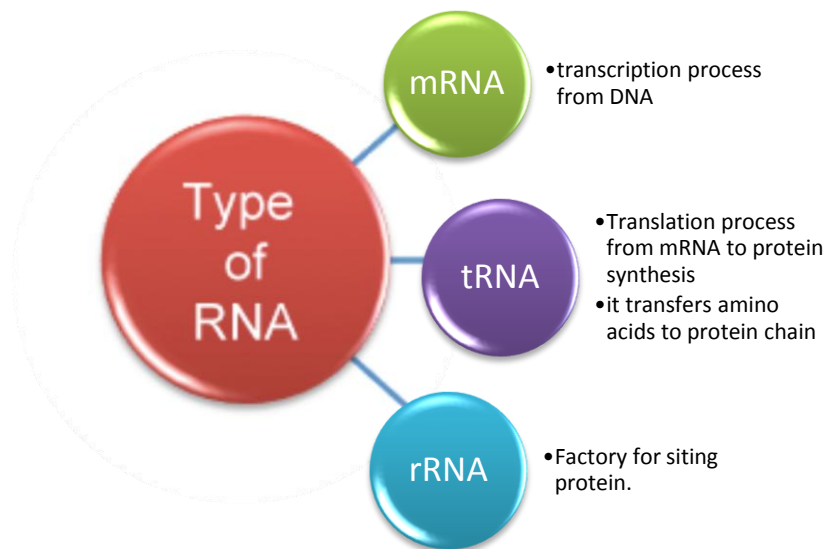 Type
of
RNA
mRNA
•transcription process
from DNA
tRNA
•Translation process
from mRNA to protein
synthesis
•it transfers amino
acids to protein chain
rRNA
•Factory for siting
protein.